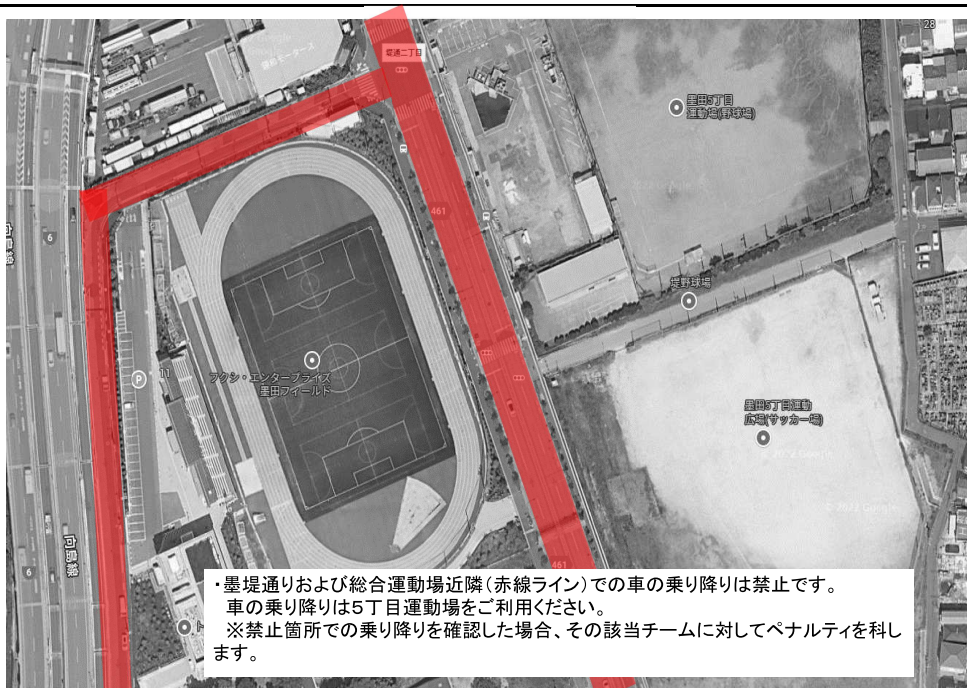 28
堤通二丁目
墨田5丁目
運動場(野球場)
461
6
堤野球場
11
P
フクシ・エンタープライズ
墨田フィールド
墨田5丁目運動
広場(サッカー場)
© 2022 Google
© 2022 Google
向島線
6
461
ト
・墨堤通りおよび総合運動場近隣(赤線ライン)での車の乗り降りは禁止です。
車の乗り降りは5丁目運動場をご利用ください。
※禁止箇所での乗り降りを確認した場合、その該当チームに対してペナルティを科し
ます。